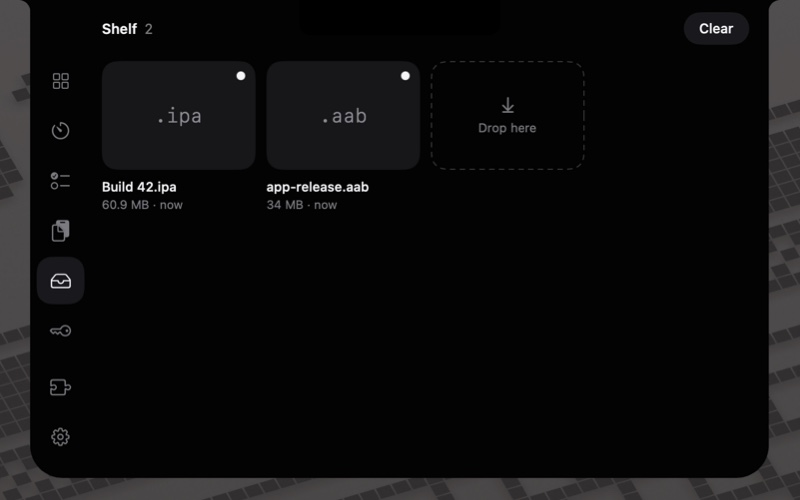 Shelf 2
Clear
.ipa
.aab
Drop here
Build 42.ipa
app-release.aab
60.9 MB · now
34 MB · now